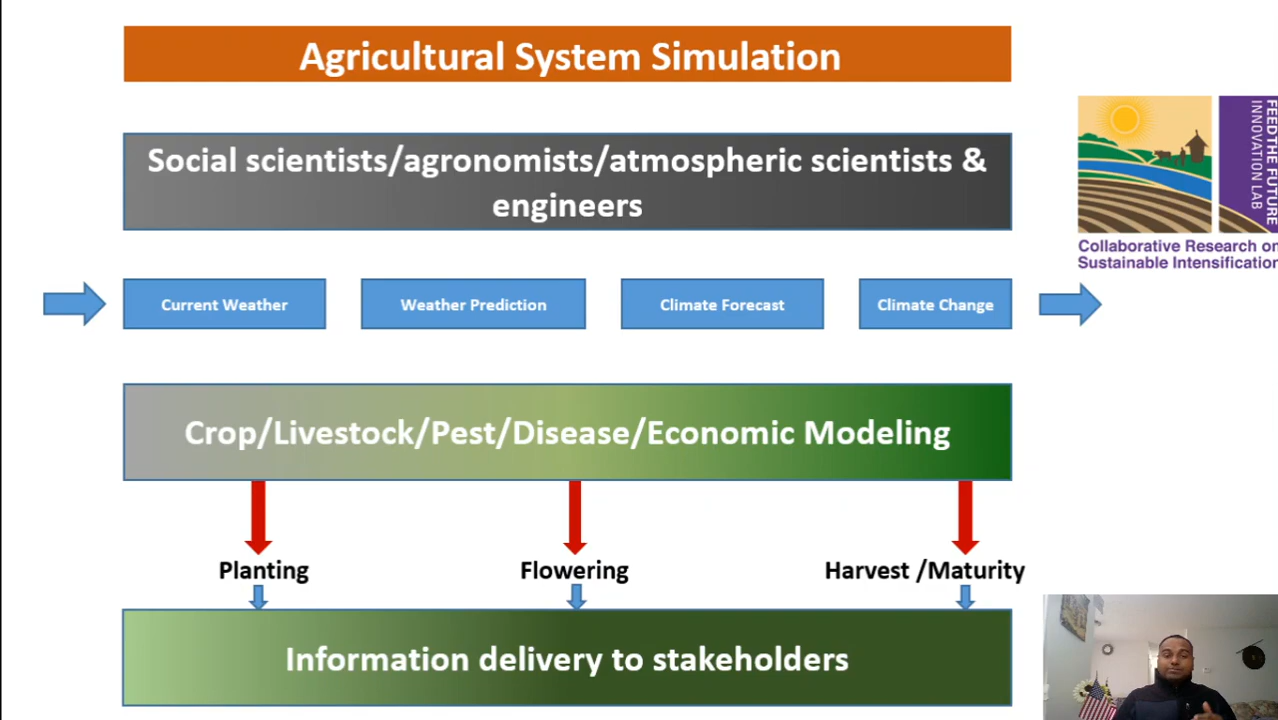 Agricultural System Simulation
Social scientists/agronomists/atmospheric scientists &
engineers
FEED THE FUTURE
INNOVATION LAB
Collaborative Research on
Sustainable Intensification
Current Weather
Weather Prediction
Climate Forecast
Climate Change
Crop/Livestock/Pest/Disease/Economic Modeling
Planting
Flowering
Harvest /Maturity
Information delivery to stakeholders